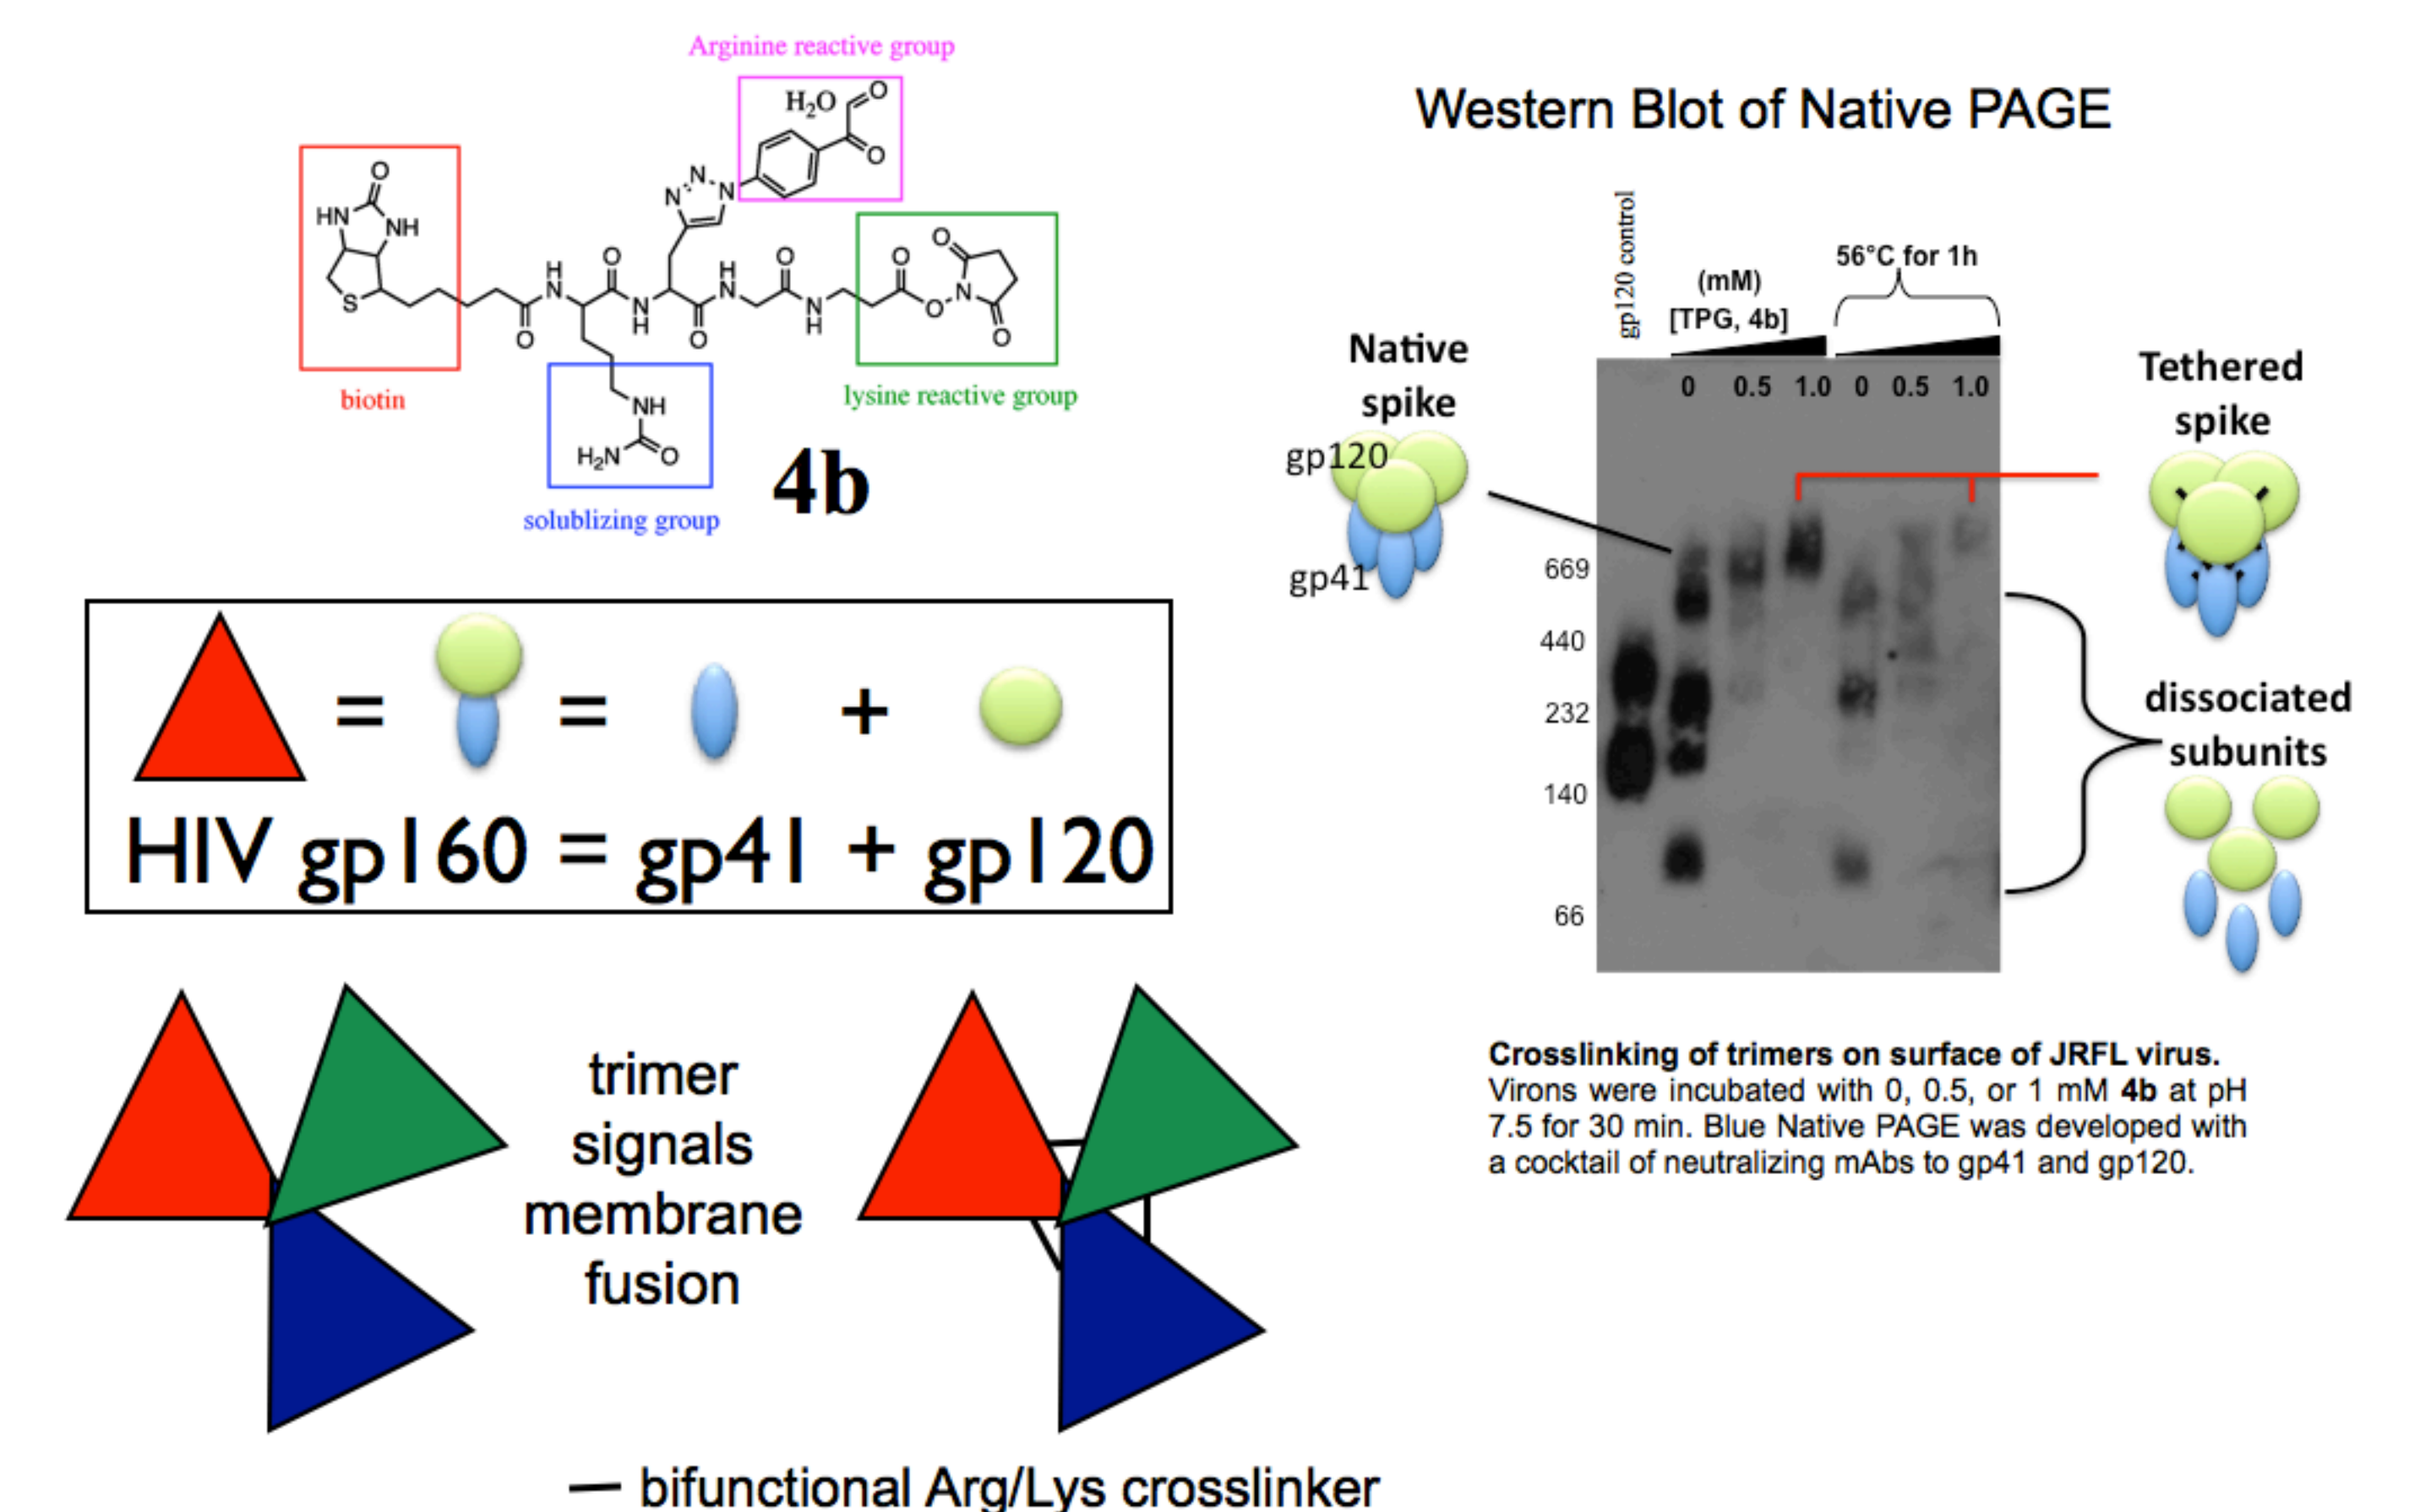 Arginine reactive group
H₂O
O
O
N
N
N
O
HN
NH
S
H
N
O
N
H
H
N
O
N
H
O
O
N
O
O
O
O
O
NH
H₂N
O
biotin
lysine reactive group
solublizing group
4b
HIV gp160 = gp41 + gp120
=
=
+
trimer
signals
membrane
fusion
bifunctional Arg/Lys crosslinker
Western Blot of Native PAGE
gp120 control
(mM)
[TPG, 4b]
56°C for 1h
0 0.5 1.0 0 0.5 1.0
Native
spike
gp120
gp41
669
440
232
140
66
Tethered
spike
dissociated
subunits
Crosslinking of trimers on surface of JRFL virus.
Virons were incubated with 0, 0.5, or 1 mM 4b at pH
7.5 for 30 min. Blue Native PAGE was developed with
a cocktail of neutralizing mAbs to gp41 and gp120.